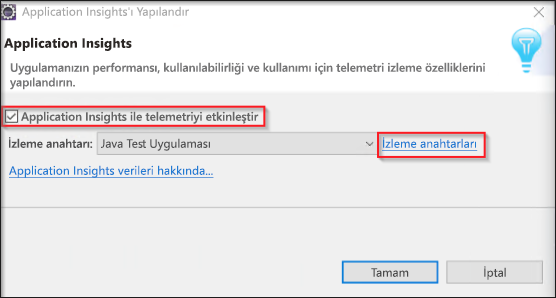 Application Insights'ı Yapılandır
Application Insights
Uygulamanızın performansı, kullanılabilirliği ve kullanımı için telemetri izleme özelliklerini
yapılandırın.
Application Insights ile telemetriyi etkinleştir
İzleme anahtarı: Java Test Uygulaması İzleme anahtarları
Application Insights verileri hakkında...
Tamam İptal